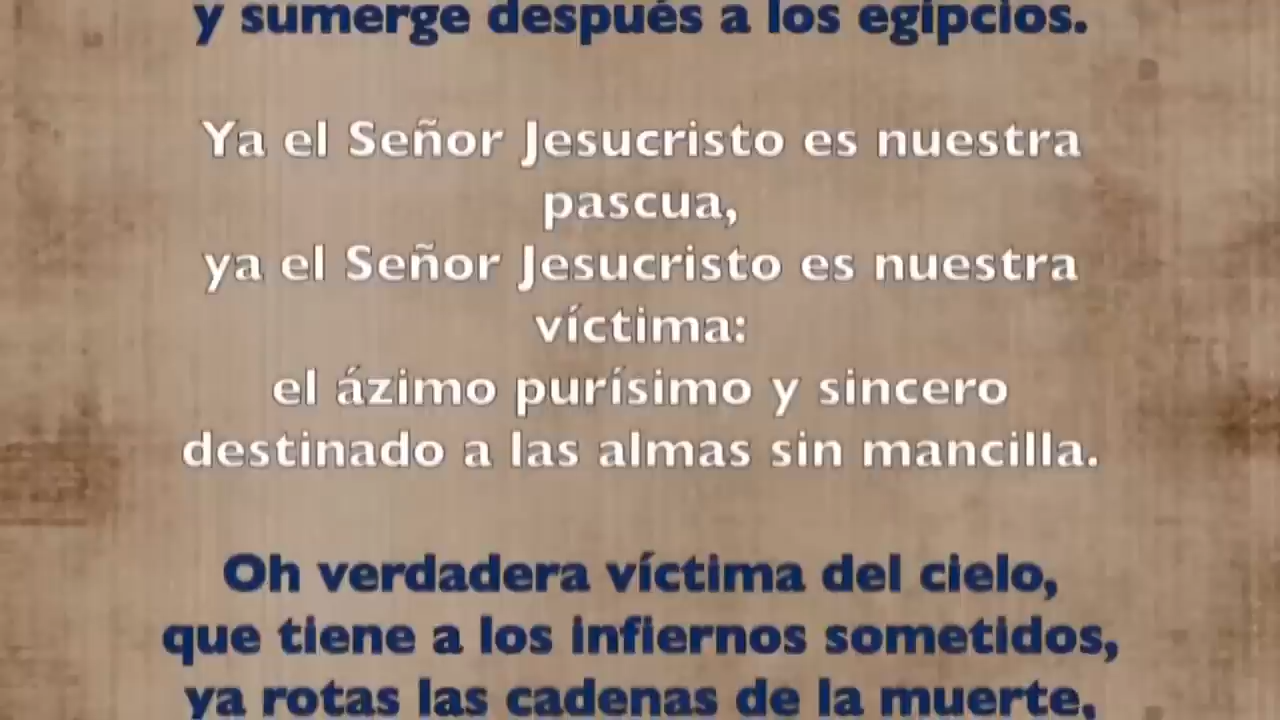 y sumerge después a los egipcios.
Ya el Señor Jesucristo es nuestra
pascua,
ya el Señor Jesucristo es nuestra
víctima:
el ázimo purísimo y sincero
destinado a las almas sin mancilla.
Oh verdadera víctima del cielo,
que tiene a los infiernos sometidos,
ya rotas las cadenas de la muerte,